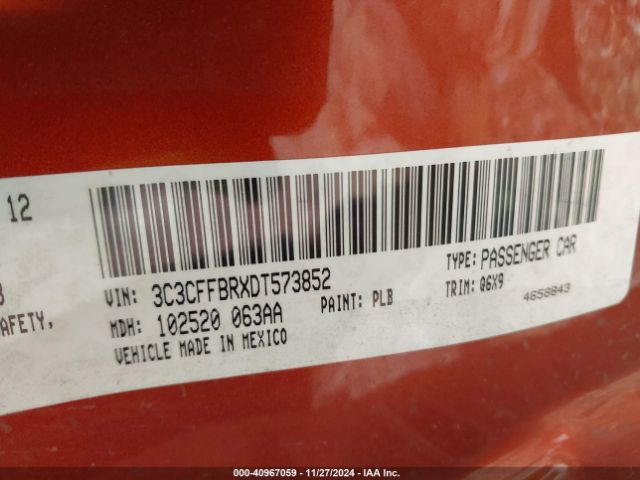 12
AFETY,
VIN: 3C3CFFBRXDT573852
TYPE: PASSENGER CAR
MDH: 102520 063AA
PAINT: PLB
TRIM: Q6X9
VEHICLE MADE IN MEXICO
4658843
000-40967059 - 11/27/2024 - IAA Inc.